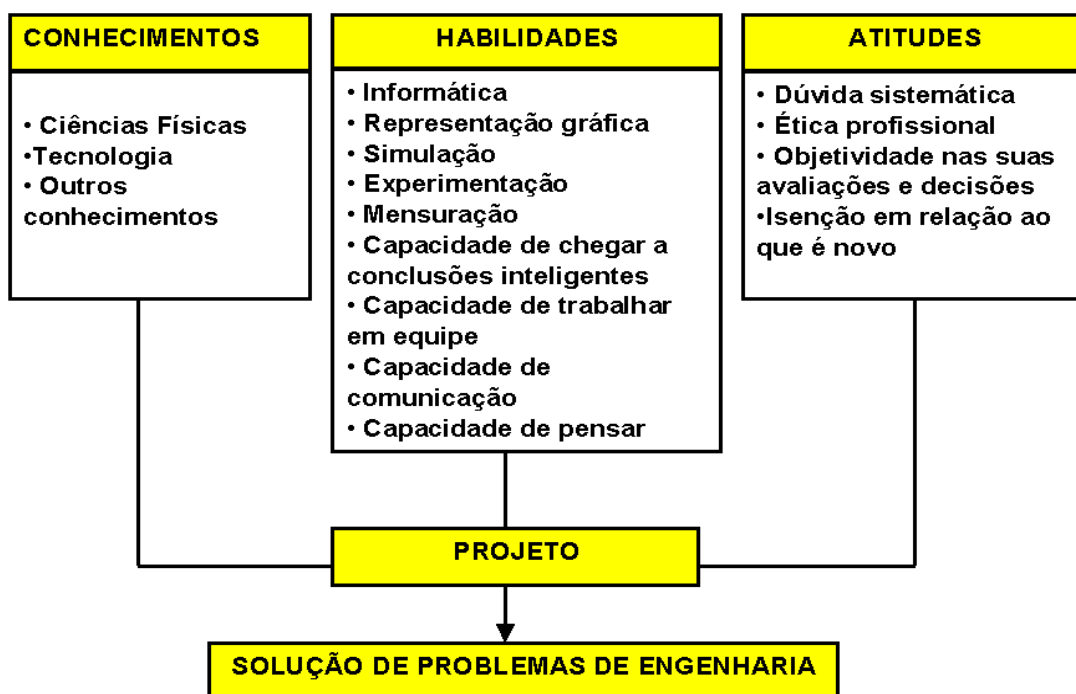 CONHECIMENTOS
• Ciências Físicas
•Tecnologia
• Outros
conhecimentos
HABILIDADES
• Informática
• Representação gráfica
• Simulação
• Experimentação
• Mensuração
• Capacidade de chegar a
conclusões inteligentes
• Capacidade de trabalhar
em equipe
• Capacidade de
comunicação
• Capacidade de pensar
ATITUDES
• Dúvida sistemática
• Ética profissional
• Objetividade nas suas
avaliações e decisões
•Isenção em relação ao
que é novo
PROJETO
SOLUÇÃO DE PROBLEMAS DE ENGENHARIA